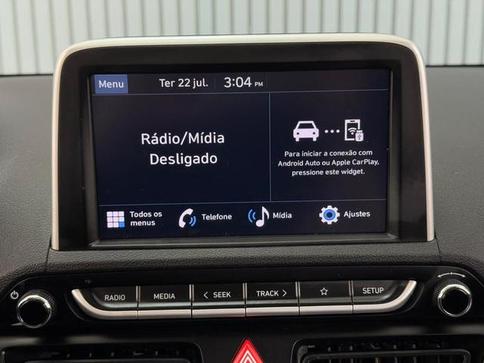 Menu
Ter 22 jul.
3:04 PM
Rádio/Mídia
Desligado
Para iniciar a conexão com
Android Auto ou Apple CarPlay,
pressione este widget.
Todos os
menus
Telefone
Mídia
Ajustes
RADIO
MEDIA
< SEEK
TRACK >
SETUP